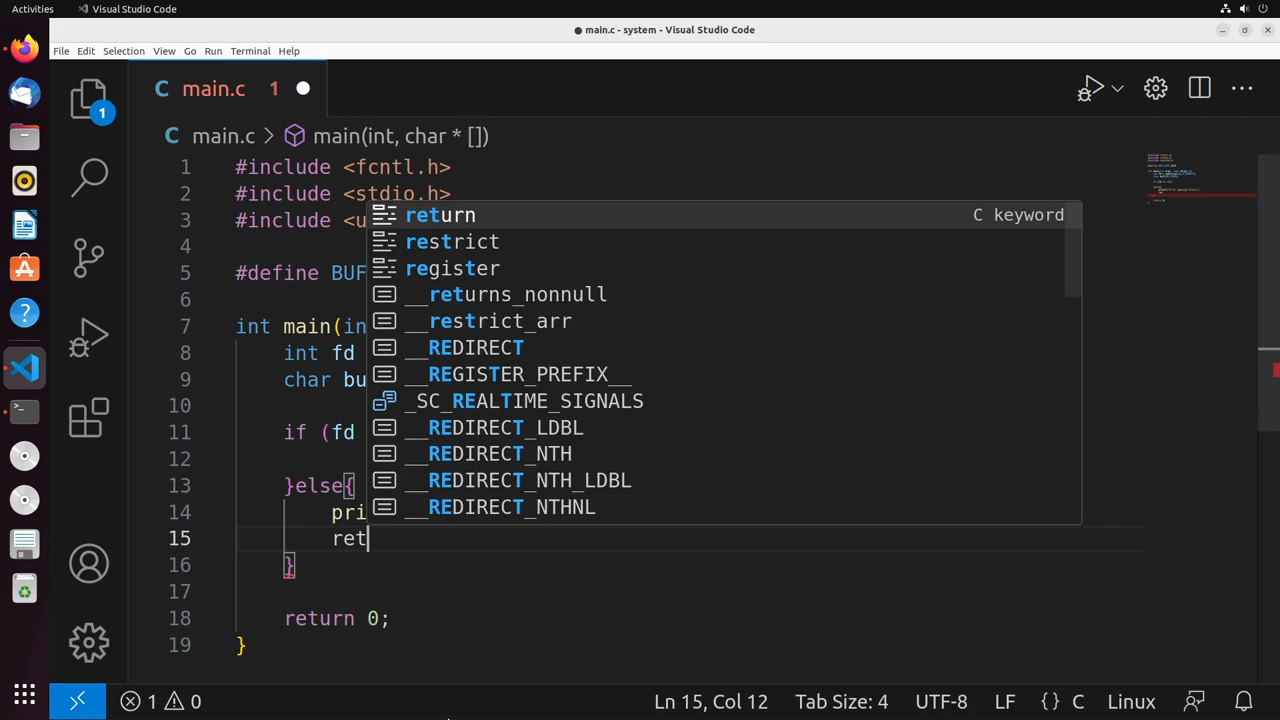 Activities Visual Studio Code
main.c - system - Visual Studio Code
File Edit Selection View Go Run Terminal Help
1 C main.c 1
C main.c > main(int, char * [])
1 #include <fcntl.h>
2 #include <stdio.h>
3 #include <u
return C keyword
4 restrict
5 #define BUF register
6 __returns_nonnull
7 int main(in __restrict_arr
8 int fd __REDIRECT
9 char bu __REGISTER_PREFIX__
10 _SC_REALTIME_SIGNALS
11 if (fd __REDIRECT_LDBL
12 __REDIRECT_NTH
13 }else{ __REDIRECT_NTH_LDBL
14 pri __REDIRECT_NTHNL
15 ret
16 }
17
18 return 0;
19 }
1 0 Ln 15, Col 12 Tab Size: 4 UTF-8 LF {} C Linux